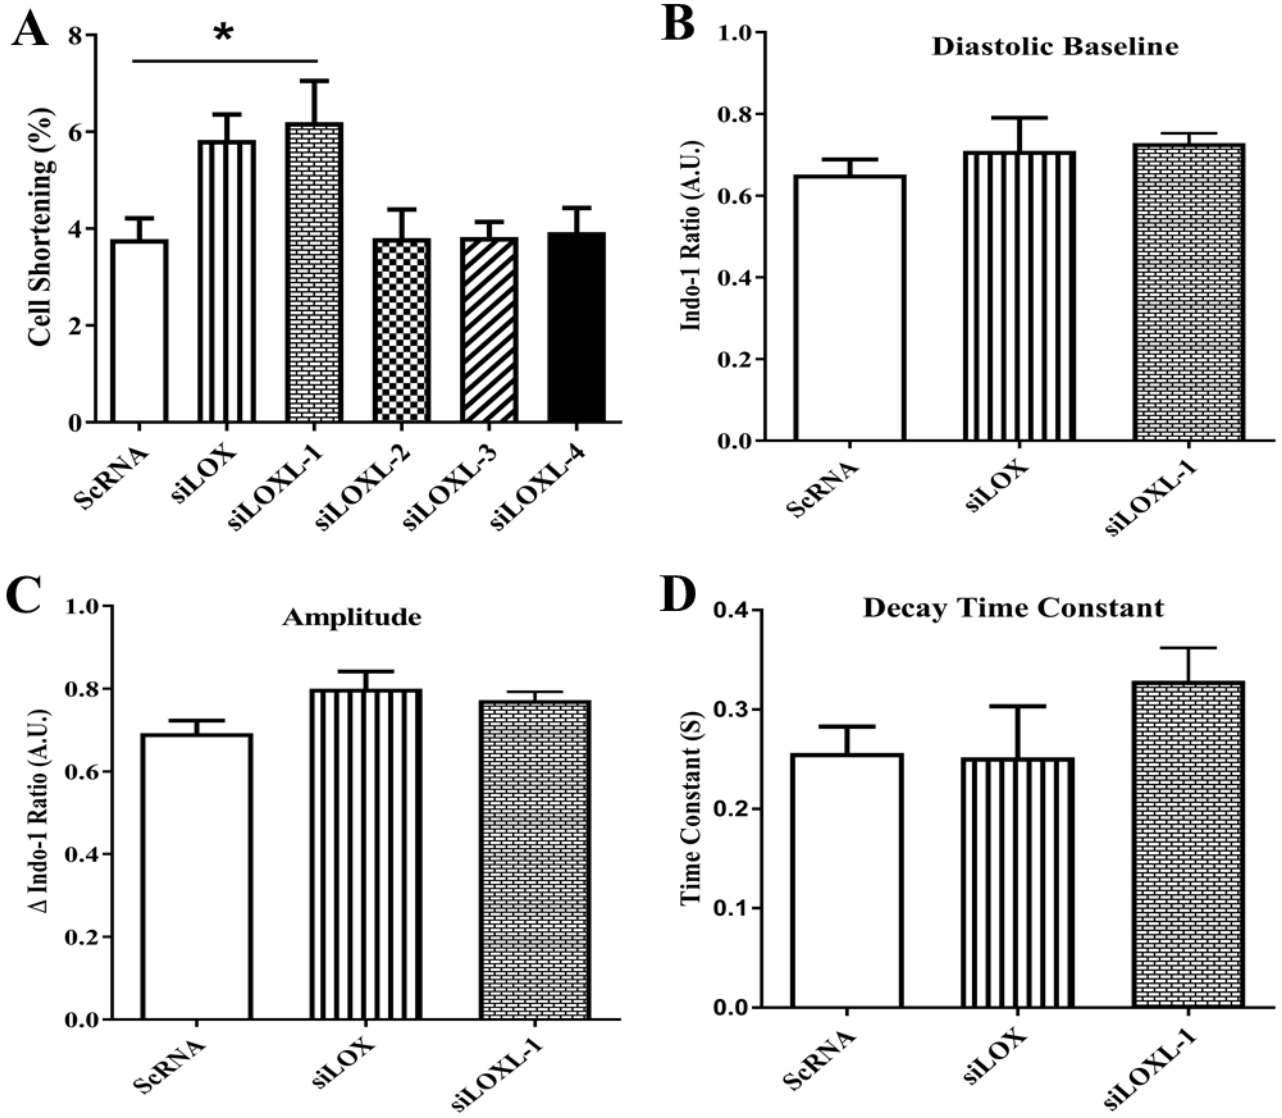 A
*
Cell Shortening (%)
8
6
4
2
0
ScRNA
siLOX
siLOXL-1
siLOXL-2
siLOXL-3
siLOXL-4
B
Diastolic Baseline
Indo-1 Ratio (A.U.)
1.0
0.8
0.6
0.4
0.2
0.0
ScRNA
siLOX
siLOXL-1
C
Amplitude
Δ Indo-1 Ratio (A.U.)
1.0
0.8
0.6
0.4
0.2
0.0
ScRNA
siLOX
siLOXL-1
D
Decay Time Constant
Time Constant (S)
0.4
0.3
0.2
0.1
0.0
ScRNA
siLOX
siLOXL-1